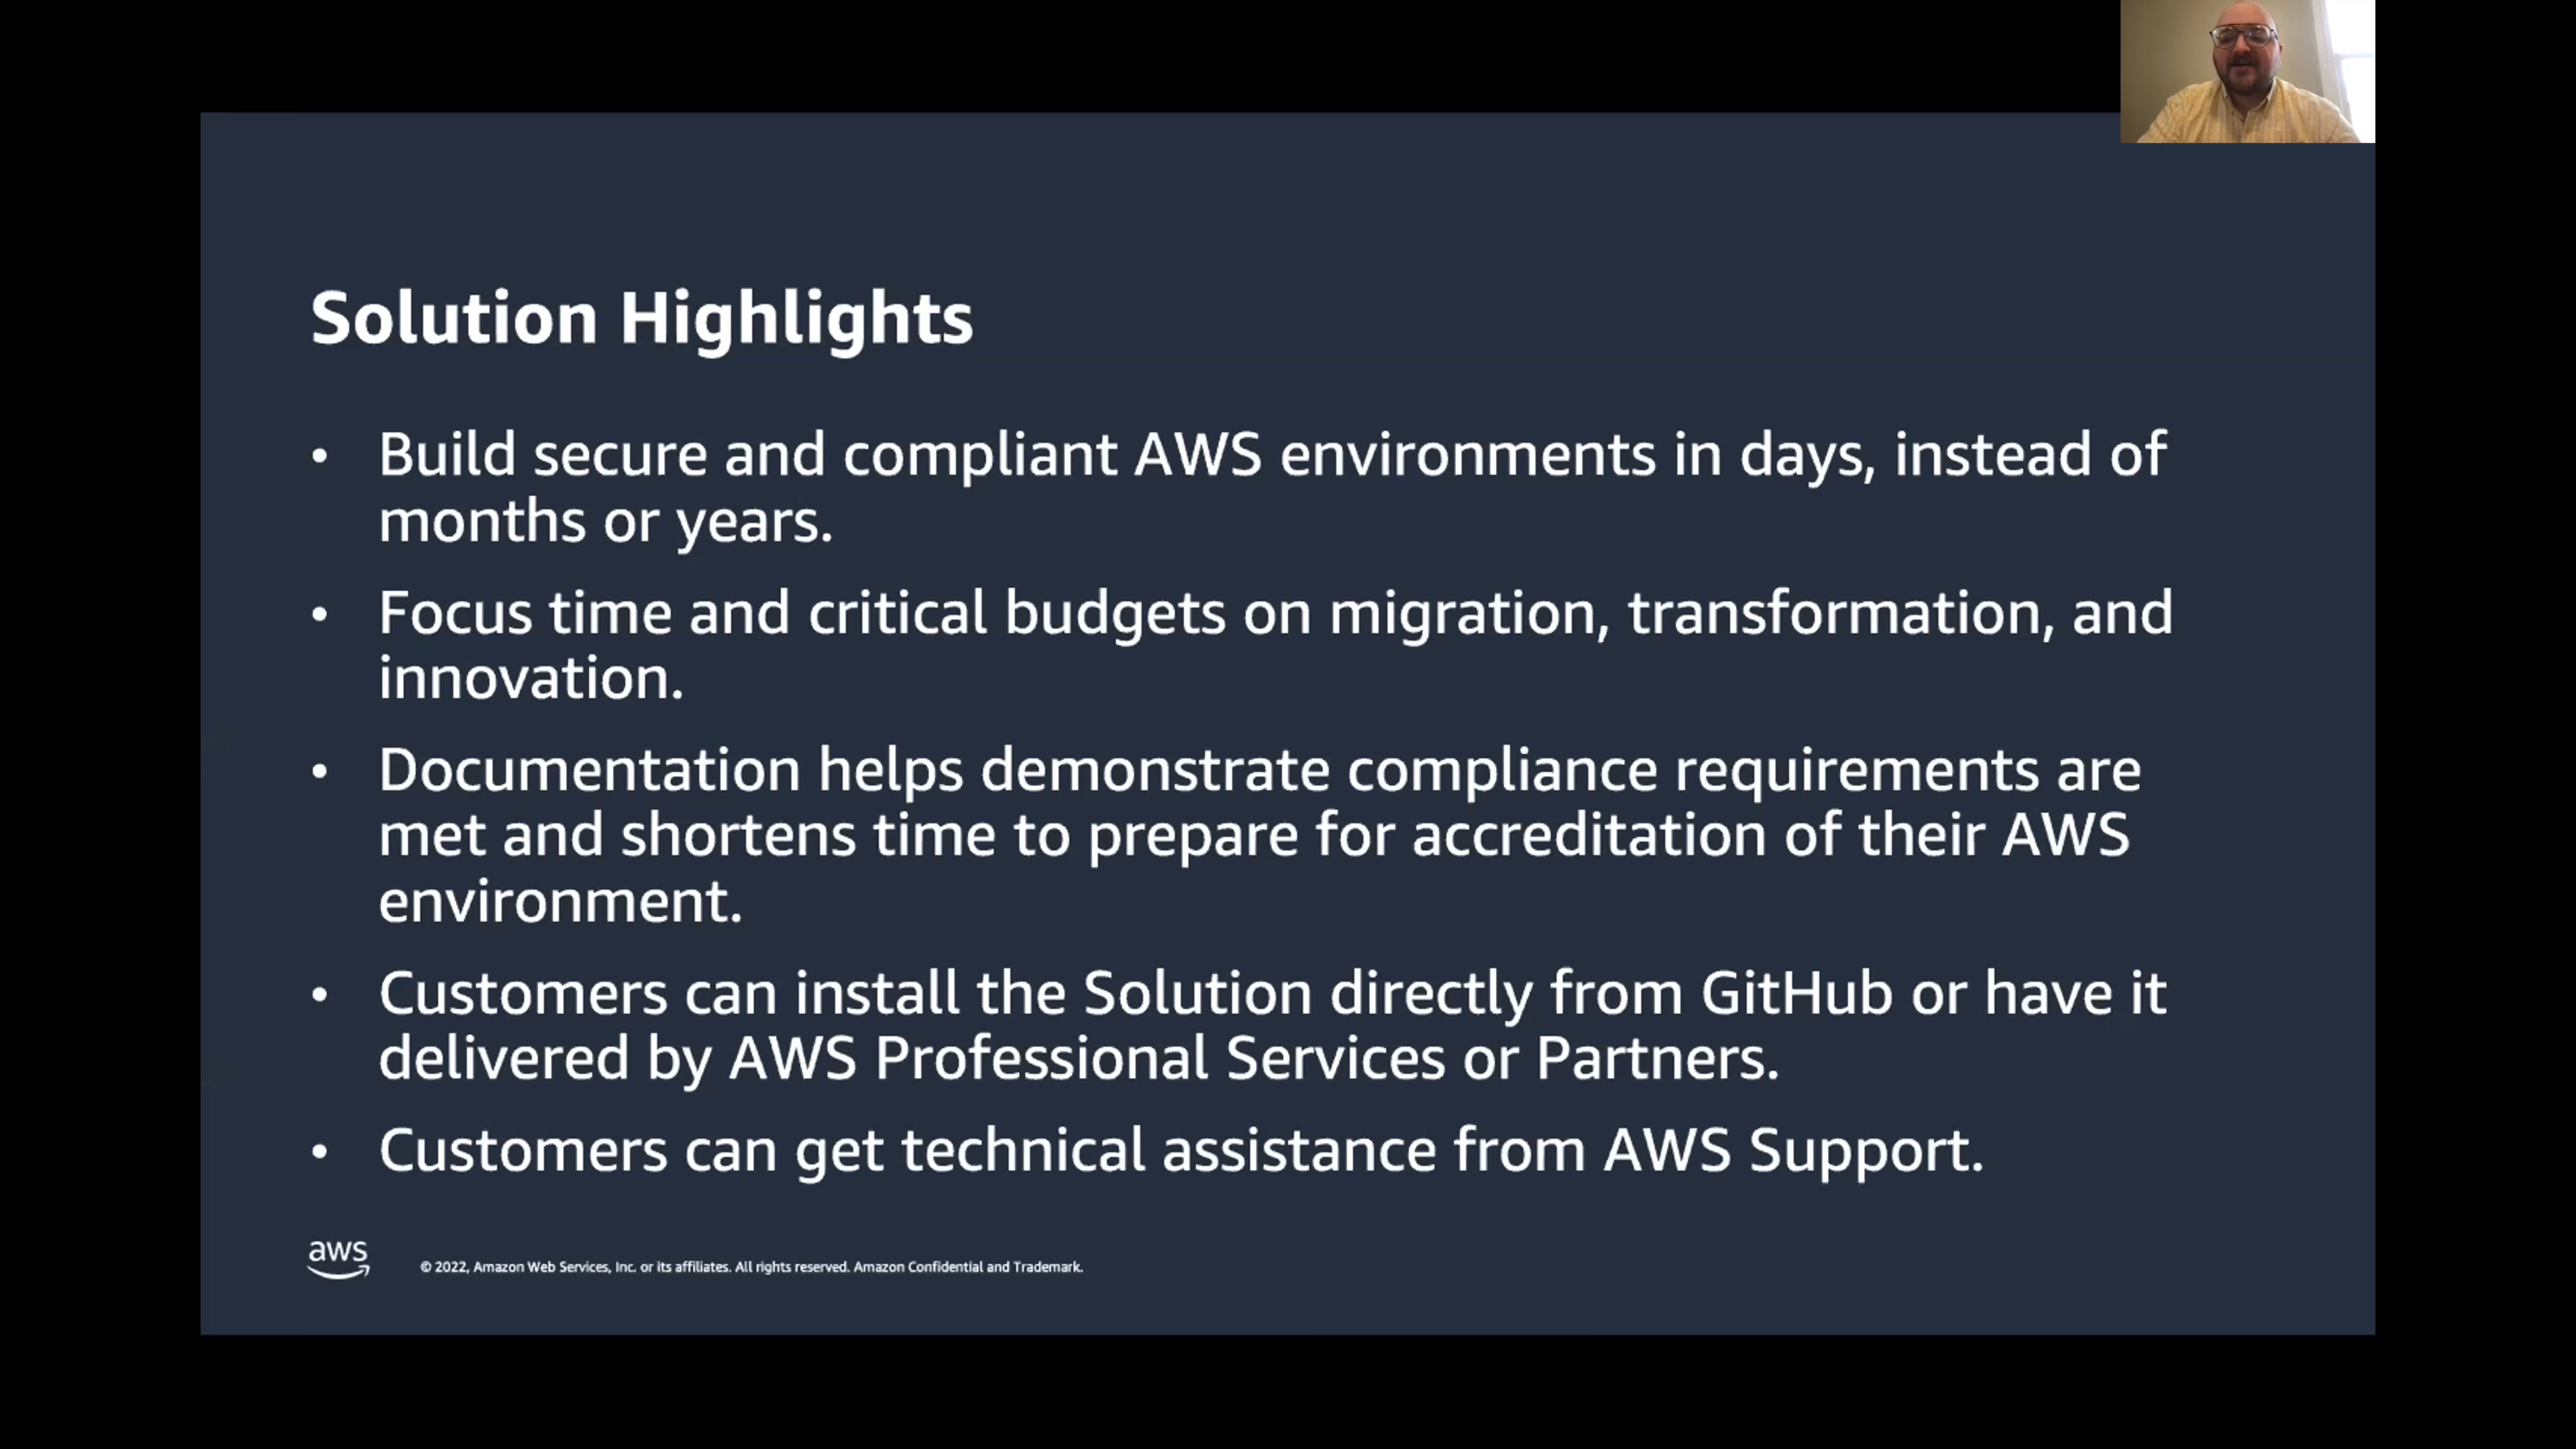 Solution Highlights
• Build secure and compliant AWS environments in days, instead of
months or years.
• Focus time and critical budgets on migration, transformation, and
innovation.
• Documentation helps demonstrate compliance requirements are
met and shortens time to prepare for accreditation of their AWS
environment.
• Customers can install the Solution directly from GitHub or have it
delivered by AWS Professional Services or Partners.
• Customers can get technical assistance from AWS Support.
aws
© 2022, Amazon Web Services, Inc. or its affiliates. All rights reserved. Amazon Confidential and Trademark.